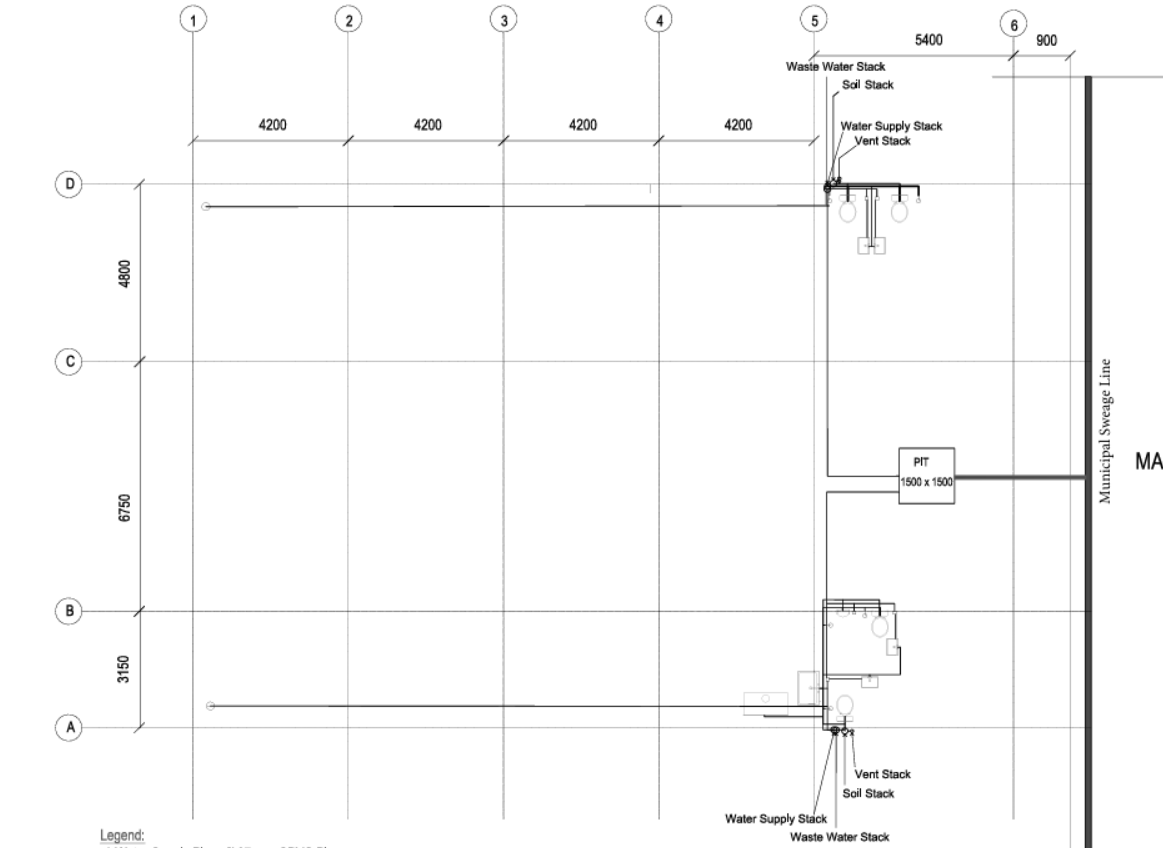 1 2 3 4 5 6
5400 900
Waste Water Stack
Soil Stack
4200 4200 4200 4200
Water Supply Stack
Vent Stack
D
4800
C
Municipal Sweage Line
MA
PIT
1500 x 1500
6750
B
3150
A
Vent Stack
Soil Stack
Water Supply Stack
Waste Water Stack
Legend: